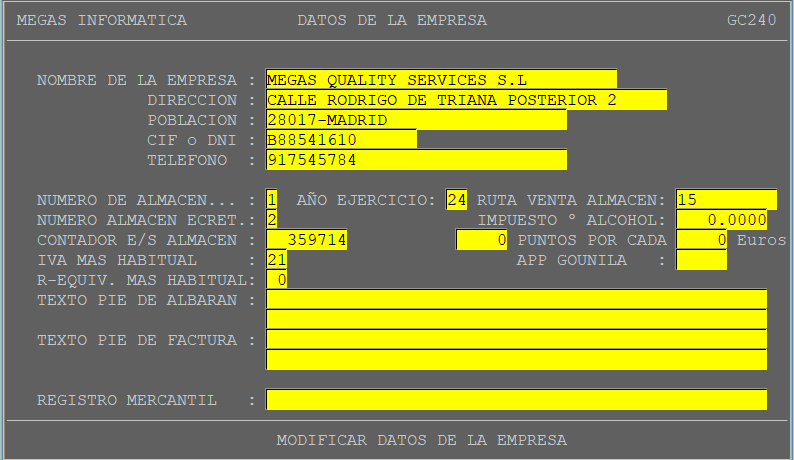 MEGAS INFORMATICA DATOS DE LA EMPRESA GC240
NOMBRE DE LA EMPRESA : MEGAS QUALITY SERVICES S.L
DIRECCION : CALLE RODRIGO DE TRIANA POSTERIOR 2
POBLACION : 28017-MADRID
CIF o DNI : B88541610
TELEFONO : 917545784
NUMERO DE ALMACEN... : 1 AÑO EJERCICIO: 24 RUTA VENTA ALMACEN: 15
NUMERO ALMACEN ECRET.: 2 IMPUESTO º ALCOHOL: 0.0000
CONTADOR E/S ALMACEN : 359714 0 PUNTOS POR CADA 0 Euros
IVA MAS HABITUAL : 21 APP GOUNILA :
R-EQUIV. MAS HABITUAL: 0
TEXTO PIE DE ALBARAN :
TEXTO PIE DE FACTURA :
REGISTRO MERCANTIL :
MODIFICAR DATOS DE LA EMPRESA